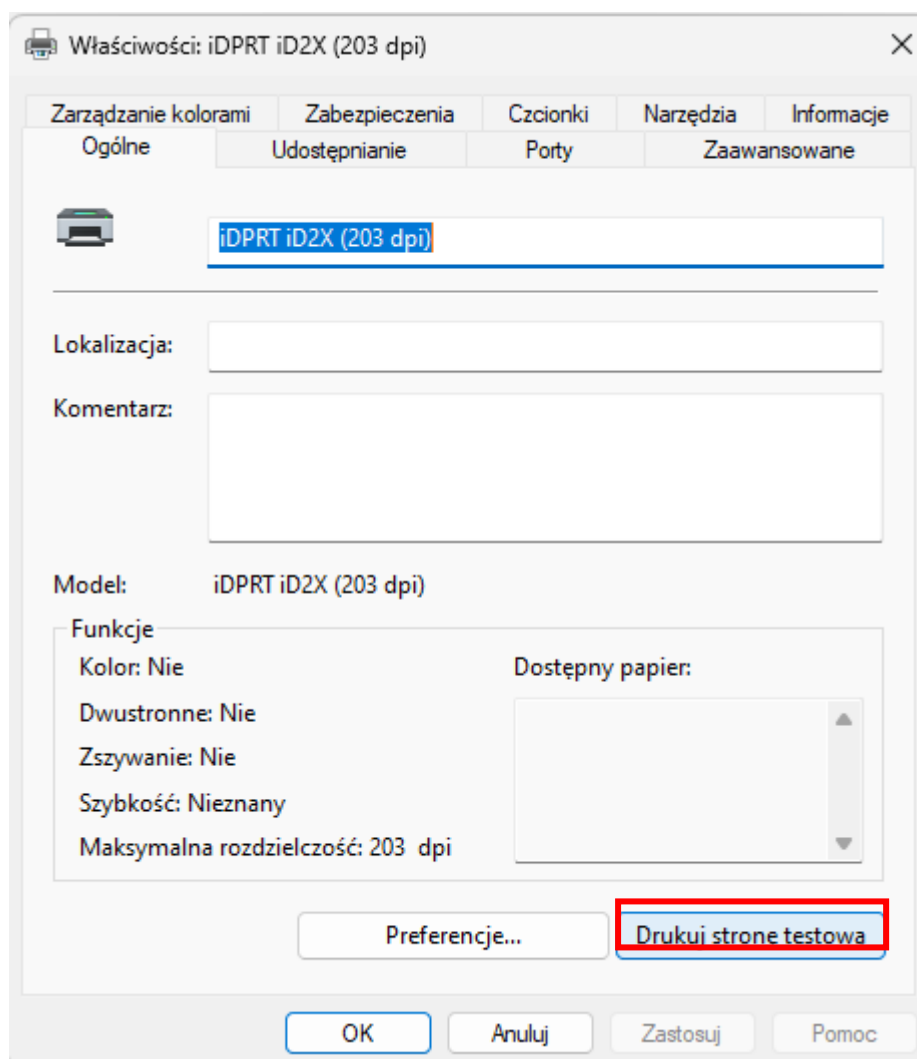 Właściwości: iDPRT iD2X (203 dpi)
Zarządzanie kolorami Zabezpieczenia Czcionki Narzędzia Informacje
Ogólne Udostępnianie Porty Zaawansowane
iDPRT iD2X (203 dpi)
Lokalizacja:
Komentarz:
Model: iDPRT iD2X (203 dpi)
Funkcje
Kolor: Nie Dostępny papier:
Dwustronne: Nie
Zszywanie: Nie
Szybkość: Nieznany
Maksymalna rozdzielczość: 203 dpi
Preferencje... Drukuj strone testowa
OK Anuluj Zastosuj Pomoc